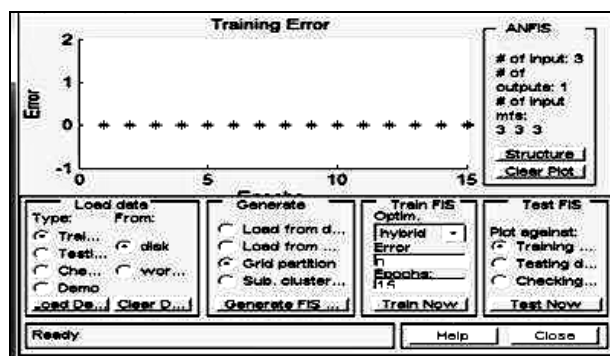 Training Error
2
1
0
-1
0
5
10
15
Error
Epochs
ANFIS
# of input: 3
# of
outputs: 1
# of input
mfs:
3 3 3
Structure
Clear Plot
Load data
Type:
From:
Trai...
Testi...
Che...
Demo
disk
wor...
Load Da...
Clear D...
Generate
Load from d...
Load from ...
Grid partition
Sub. cluster...
Generate FIS ...
Train FIS
Optim.
hybrid
Error
Epochs:
15
Train Now
Test FIS
Plot against:
Training ...
Testing d...
Checking...
Test Now
Ready
Help
Close